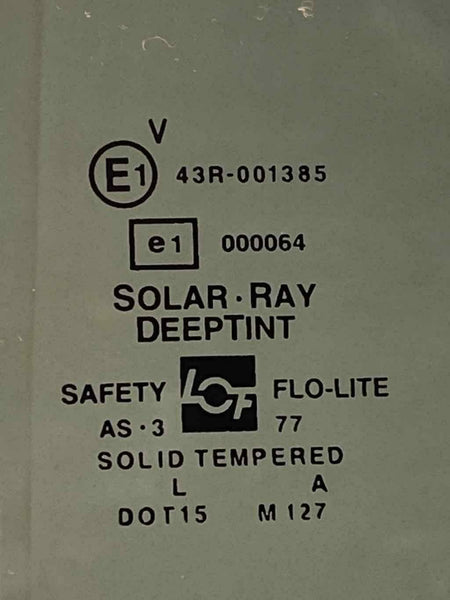 V
E1 43R-001385
e1 000064
SOLAR·RAY
DEEPTINT
SAFETY LOF FLO-LITE
AS·3 77
SOLID TEMPERED
L A
DOT15 M127